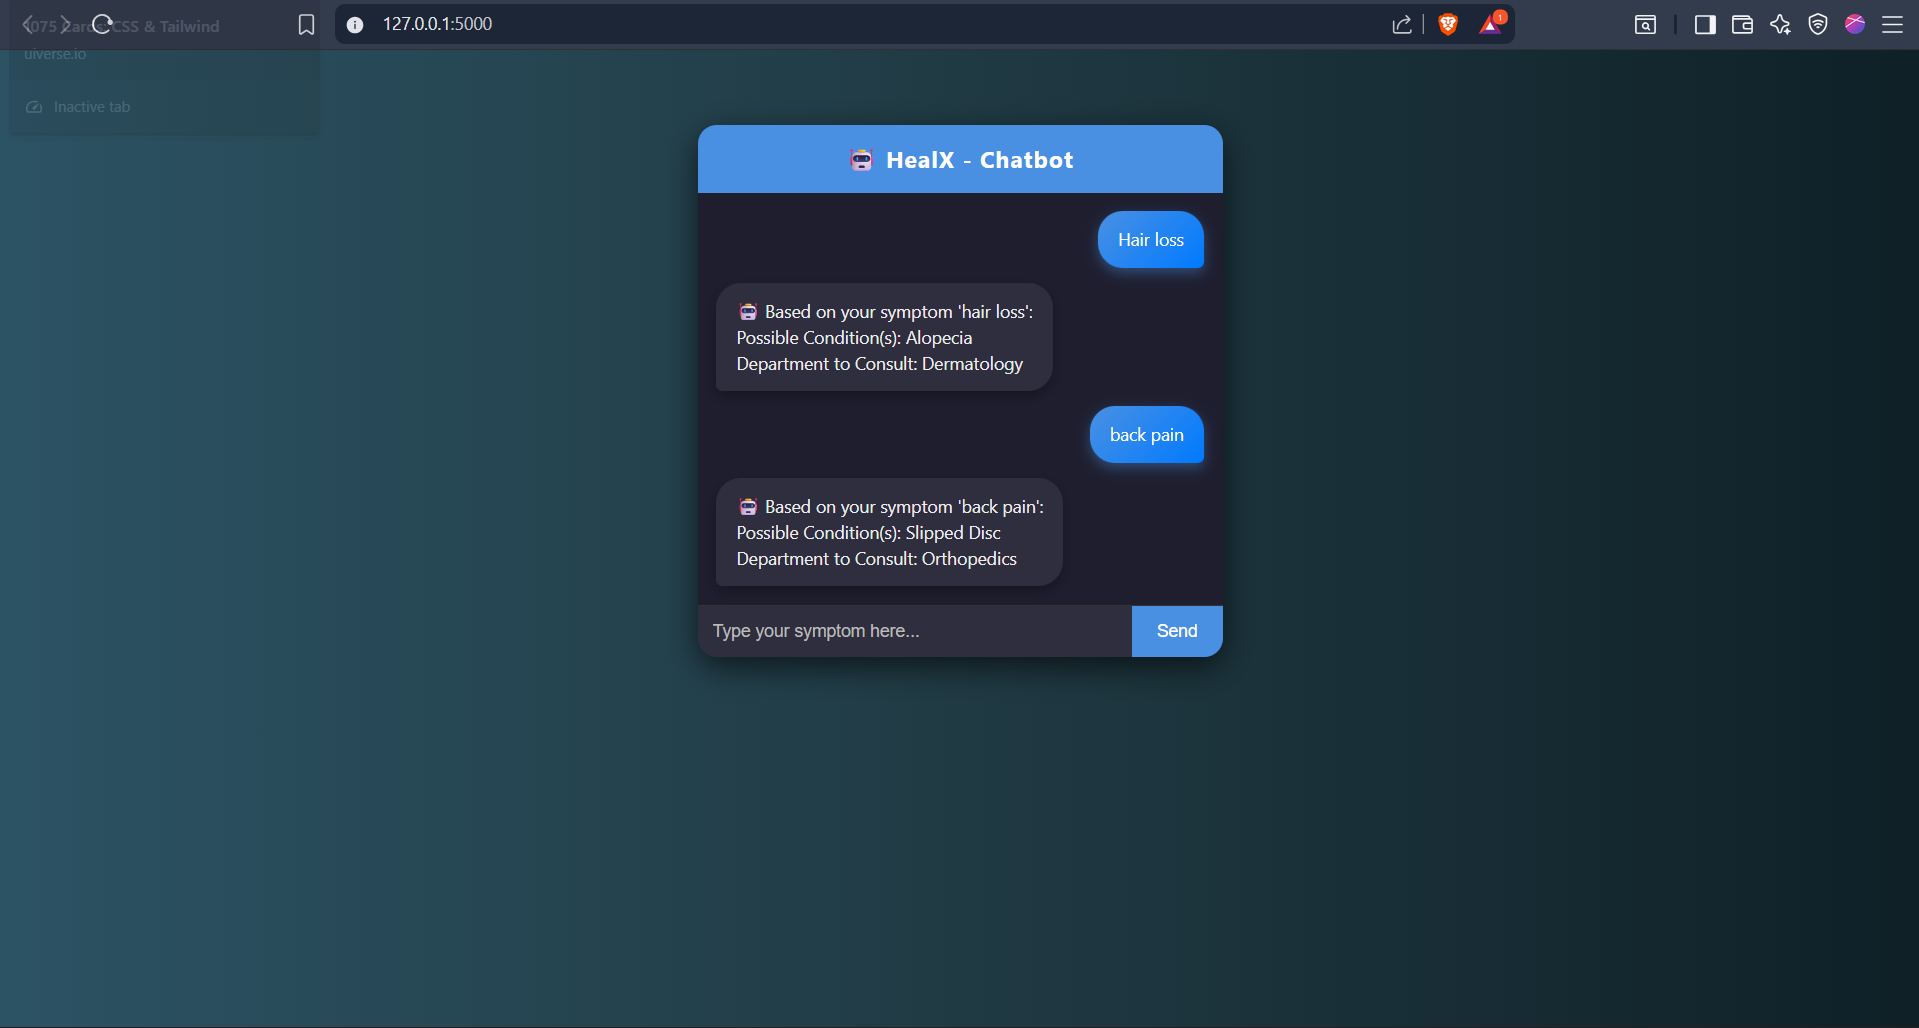 1075 Cards: CSS & Tailwind
uiverse.io
Inactive tab
127.0.0.1:5000
1
HealX - Chatbot
Hair loss
Based on your symptom 'hair loss':
Possible Condition(s): Alopecia
Department to Consult: Dermatology
back pain
Based on your symptom 'back pain':
Possible Condition(s): Slipped Disc
Department to Consult: Orthopedics
Type your symptom here...
Send